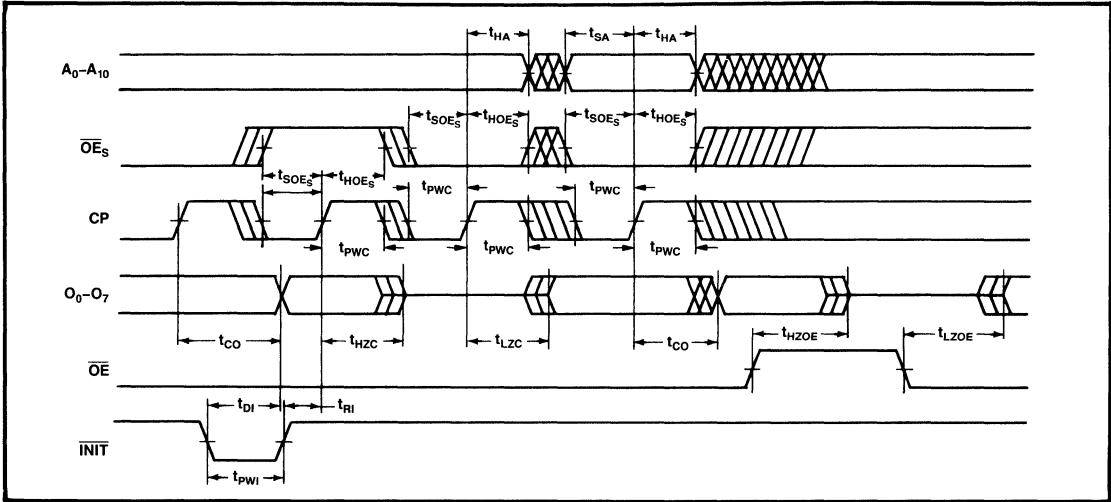 tHA tSA tHA
A0–A10
tSOES tHOES tSOES tHOES
OES
tSOES tHOES tPWC tPWC
CP
tPWC tPWC tPWC
O0–O7
tCO tHZC tLZC tCO tHZOE tLZOE
OE
tDI tRI
INIT
tPWI